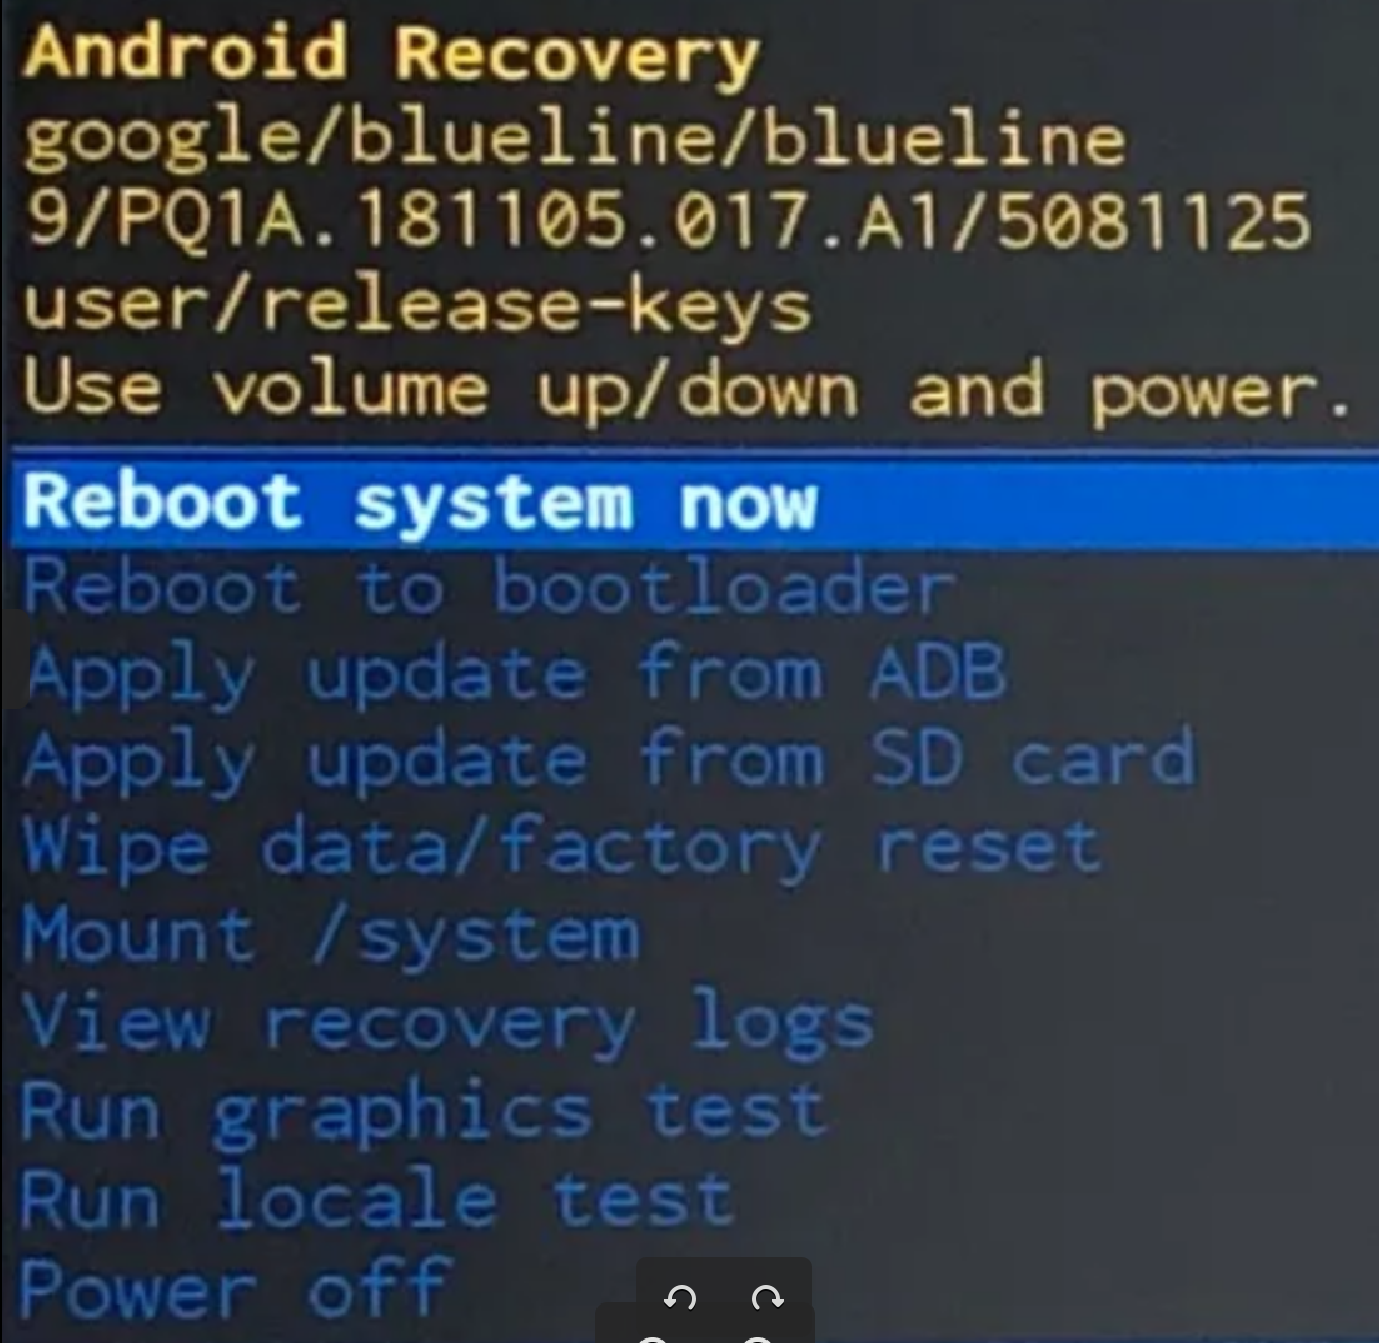 Android Recovery
google/blueline/blueline
9/PQ1A.181105.017.A1/5081125
user/release-keys
Use volume up/down and power.
Reboot system now
Reboot to bootloader
Apply update from ADB
Apply update from SD card
Wipe data/factory reset
Mount /system
View recovery logs
Run graphics test
Run locale test
Power off